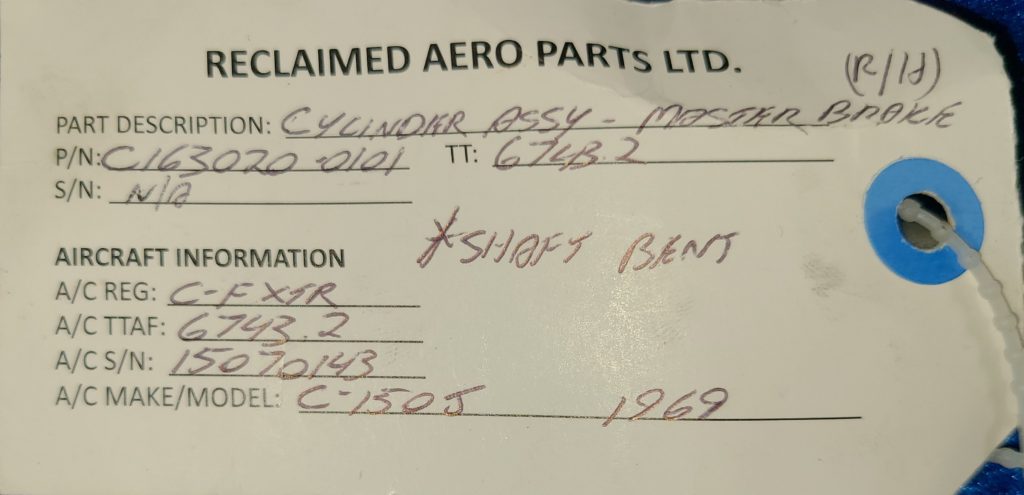 RECLAIMED AERO PARTS LTD.
(R/H)
PART DESCRIPTION: CYLINDER ASSY - MASTER BRAKE
P/N: C163020-0101 TT: 6743.2
S/N: N/A
*SHAFT BENT
AIRCRAFT INFORMATION
A/C REG: C-FXTR
A/C TTAF: 6743.2
A/C S/N: 15070143
A/C MAKE/MODEL: C-150J 1969